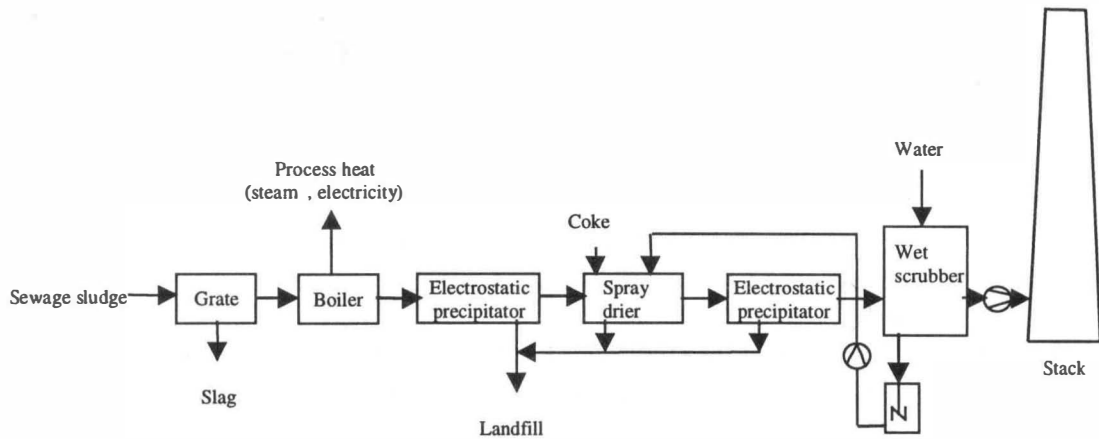 Process heat
(steam , electricity)
Water
Coke
Sewage sludge
Grate
Boiler
Electrostatic
precipitator
Spray
drier
Electrostatic
precipitator
Wet
scrubber
Slag
Landfill
Stack